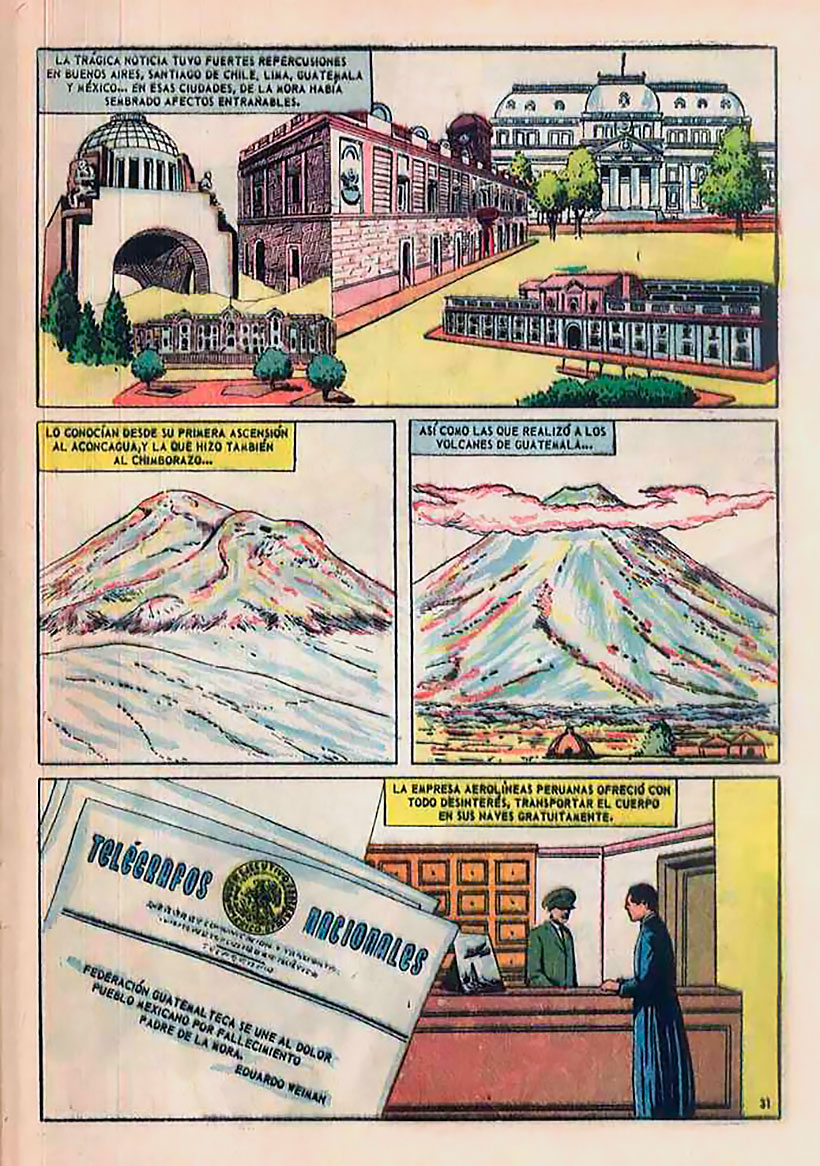 LA TRÁGICA NOTICIA TUVO FUERTES REPERCUSIONES
EN BUENOS AIRES, SANTIAGO DE CHILE, LIMA, GUATEMALA
Y MÉXICO... EN ESAS CIUDADES, DE LA MORA HABÍA
SEMBRADO AFECTOS ENTRAÑABLES.
LO CONOCÍAN DESDE SU PRIMERA ASCENSIÓN
AL ACONCAGUA, Y LA QUE HIZO TAMBIÉN
AL CHIMBORAZO...
ASÍ COMO LAS QUE REALIZÓ A LOS
VOLCANES DE GUATEMALA...
LA EMPRESA AEROLÍNEAS PERUANAS OFRECIÓ CON
TODO DESINTERÉS, TRANSPORTAR EL CUERPO
EN SUS NAVES GRATUITAMENTE.
TELÉGRAFOS
NACIONALES
FEDERACIÓN GUATEMALTECA SE UNE AL DOLOR
PUEBLO MEXICANO POR FALLECIMIENTO
PADRE DE LA MORA.
EDUARDO WEIMAN
31